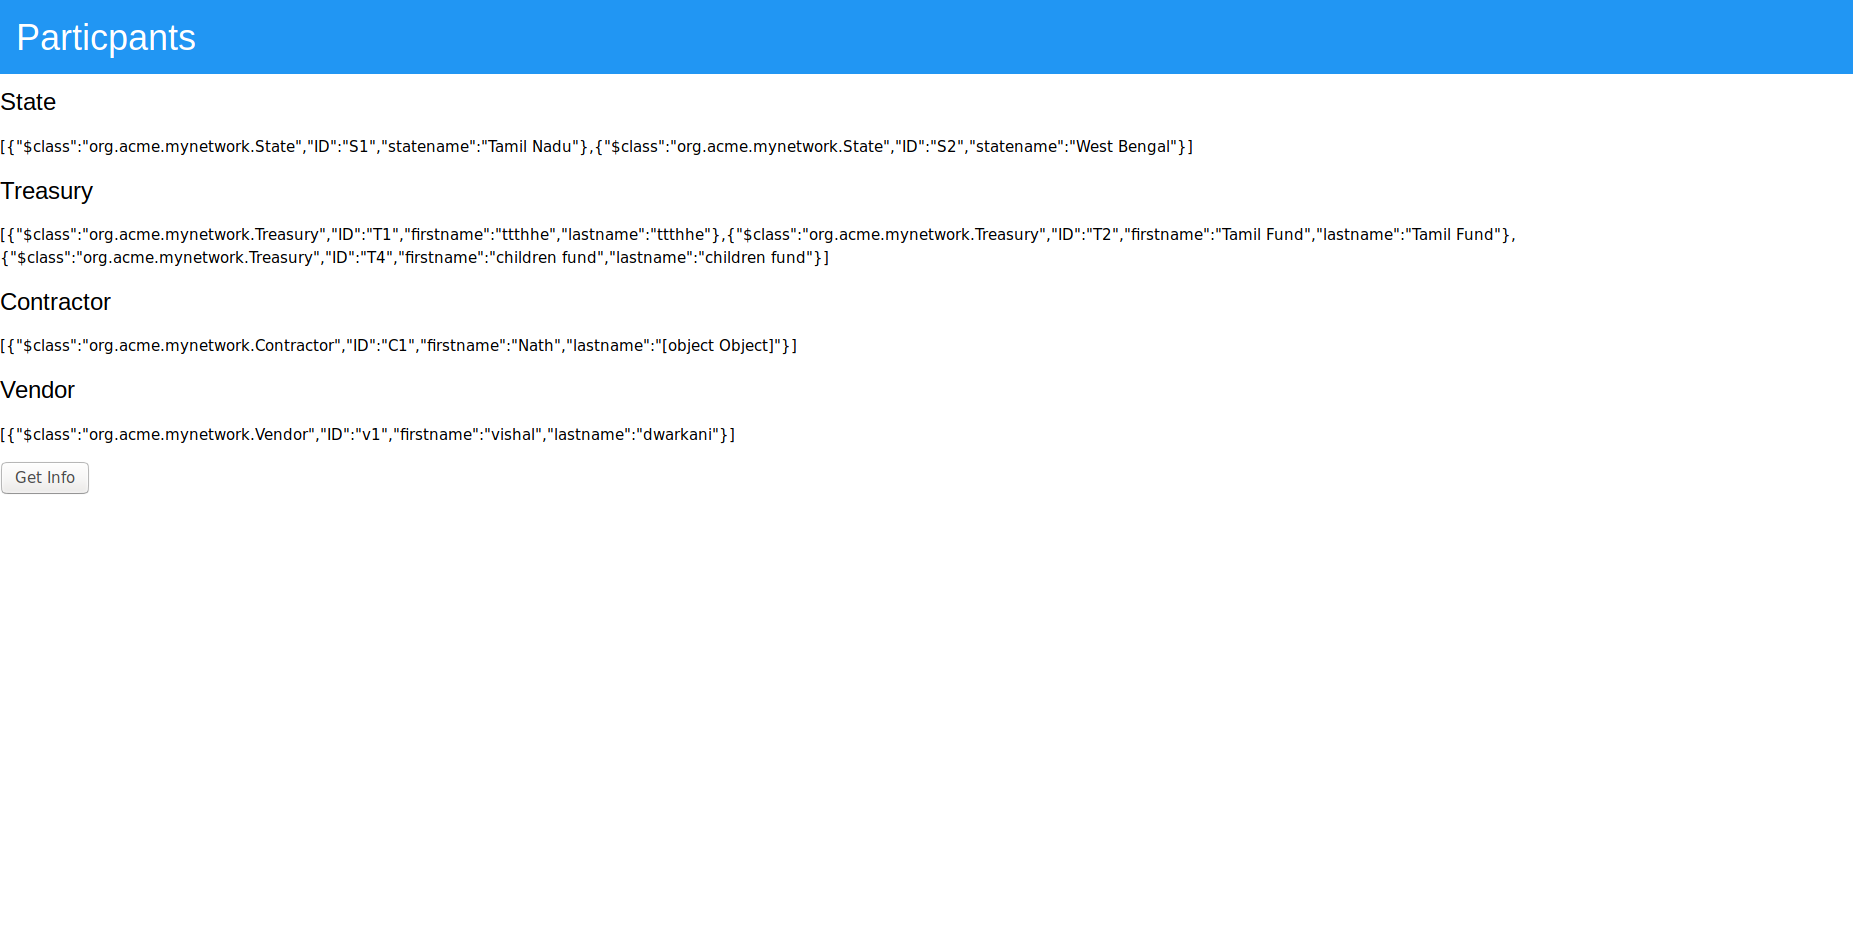 Particpants
State
[{"$class":"org.acme.mynetwork.State","ID":"S1","statename":"Tamil Nadu"},{"$class":"org.acme.mynetwork.State","ID":"S2","statename":"West Bengal"}]
Treasury
[{"$class":"org.acme.mynetwork.Treasury","ID":"T1","firstname":"ttthhe","lastname":"ttthhe"},{"$class":"org.acme.mynetwork.Treasury","ID":"T2","firstname":"Tamil Fund","lastname":"Tamil Fund"},
{"$class":"org.acme.mynetwork.Treasury","ID":"T4","firstname":"children fund","lastname":"children fund"}]
Contractor
[{"$class":"org.acme.mynetwork.Contractor","ID":"C1","firstname":"Nath","lastname":"[object Object]"}]
Vendor
[{"$class":"org.acme.mynetwork.Vendor","ID":"v1","firstname":"vishal","lastname":"dwarkani"}]
Get Info